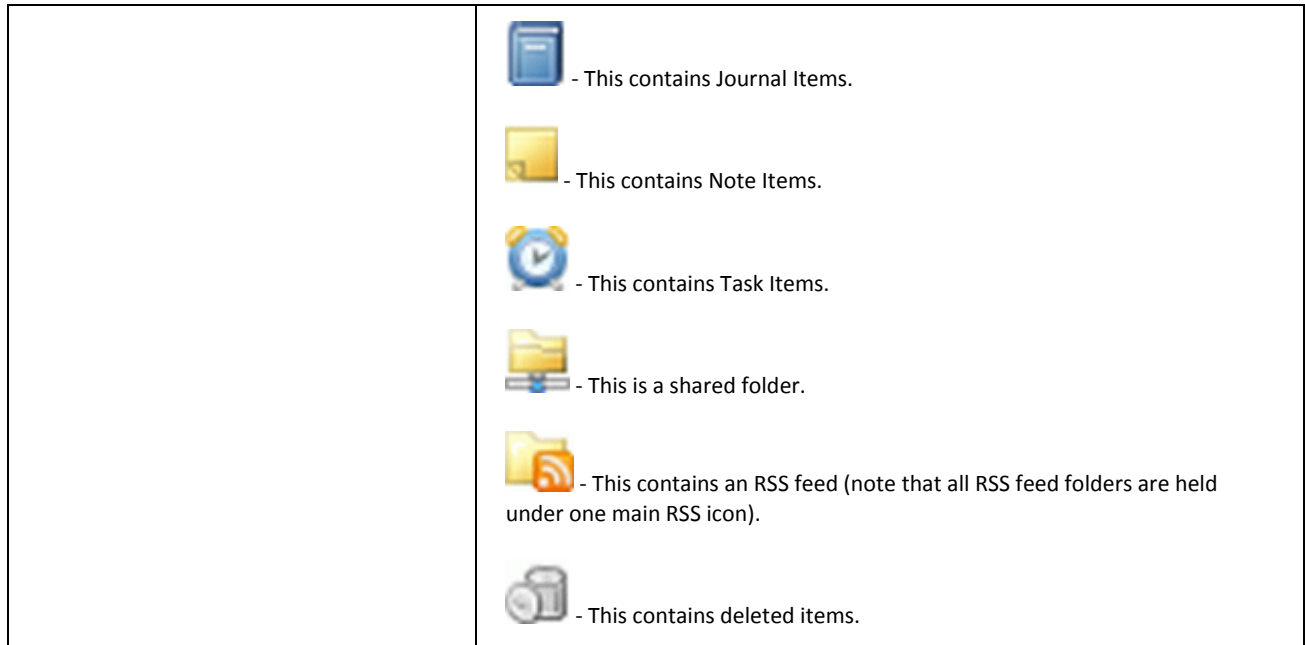 - This contains Journal Items.
- This contains Note Items.
- This contains Task Items.
- This is a shared folder.
- This contains an RSS feed (note that all RSS feed folders are held
under one main RSS icon).
- This contains deleted items.